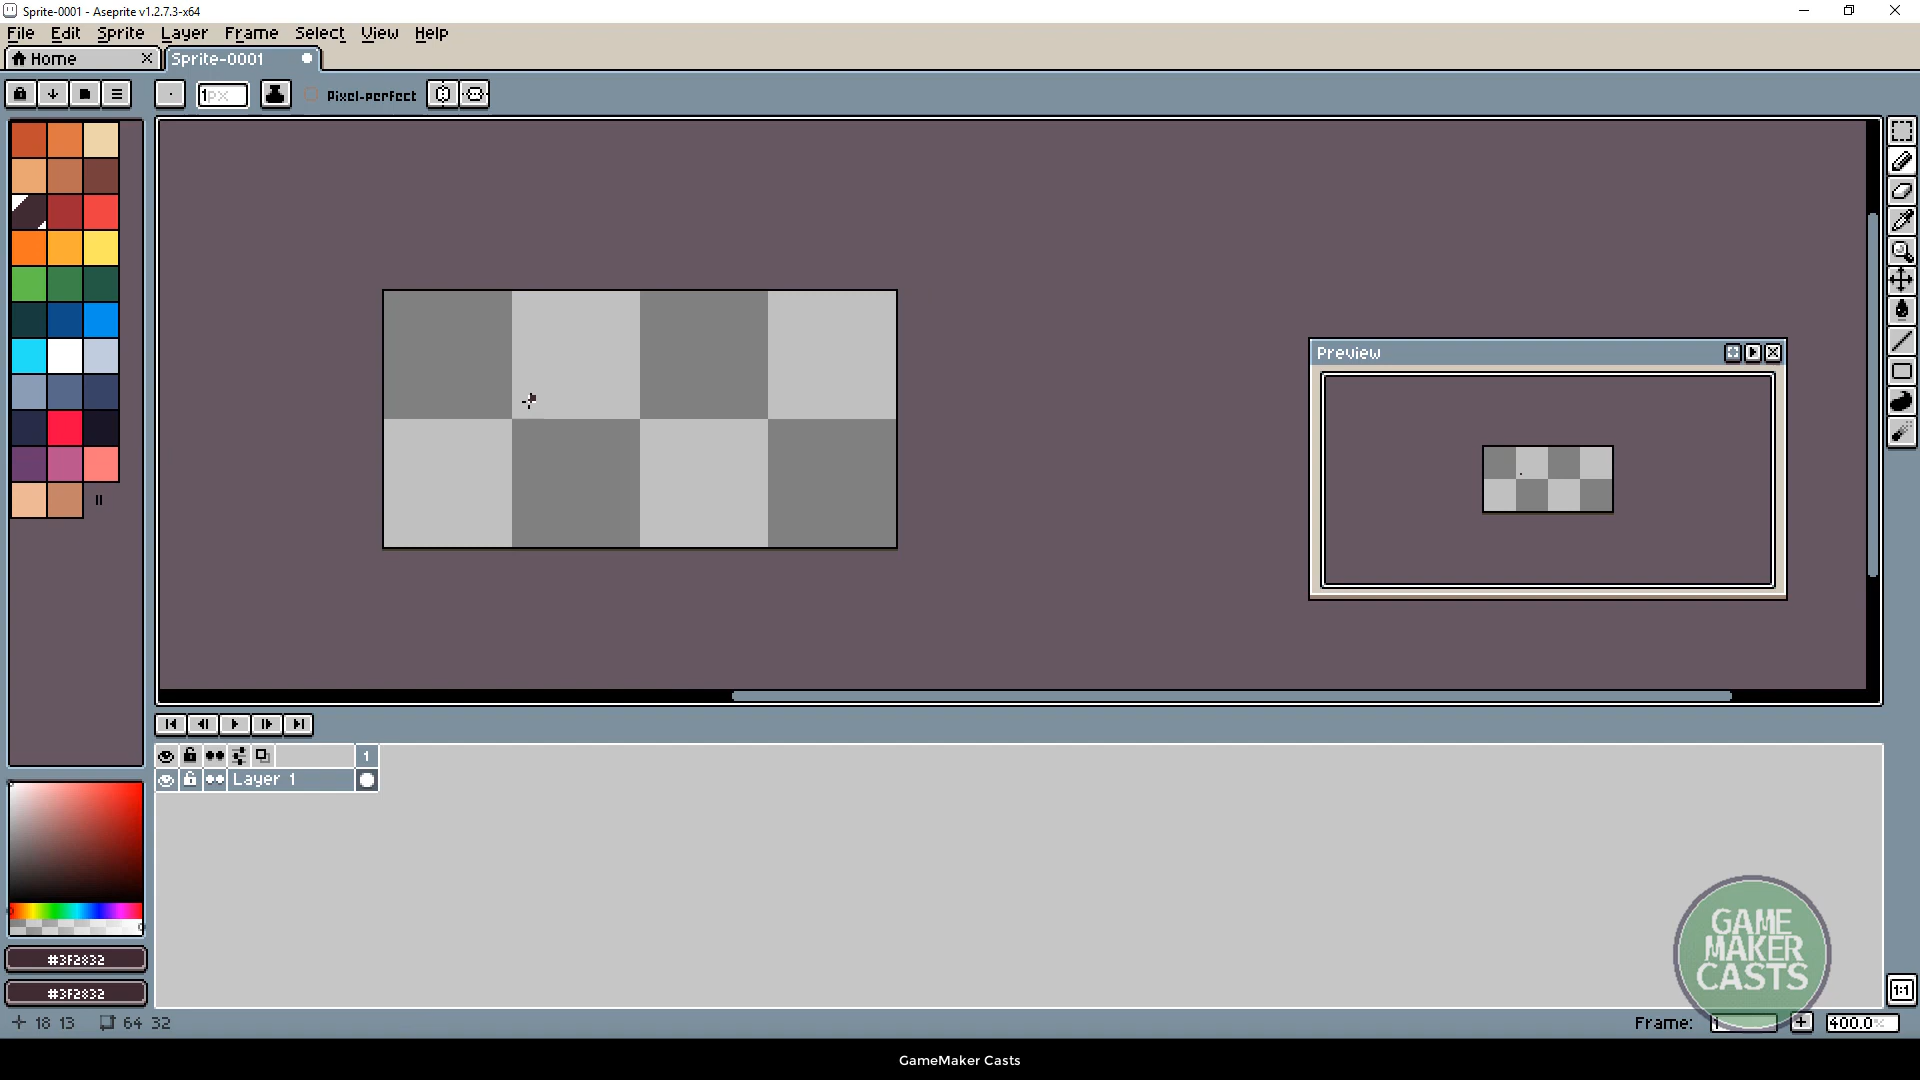 Sprite-0001 - Aseprite v1.2.7.3-x64
File Edit Sprite Layer Frame Select View Help
Home
Sprite-0001
1px
Pixel-perfect
Preview
1
Layer 1
#3f2832
#3f2832
18 13
64 32
GAME
MAKER
CASTS
1:1
Frame:
1
400.0%
GameMaker Casts